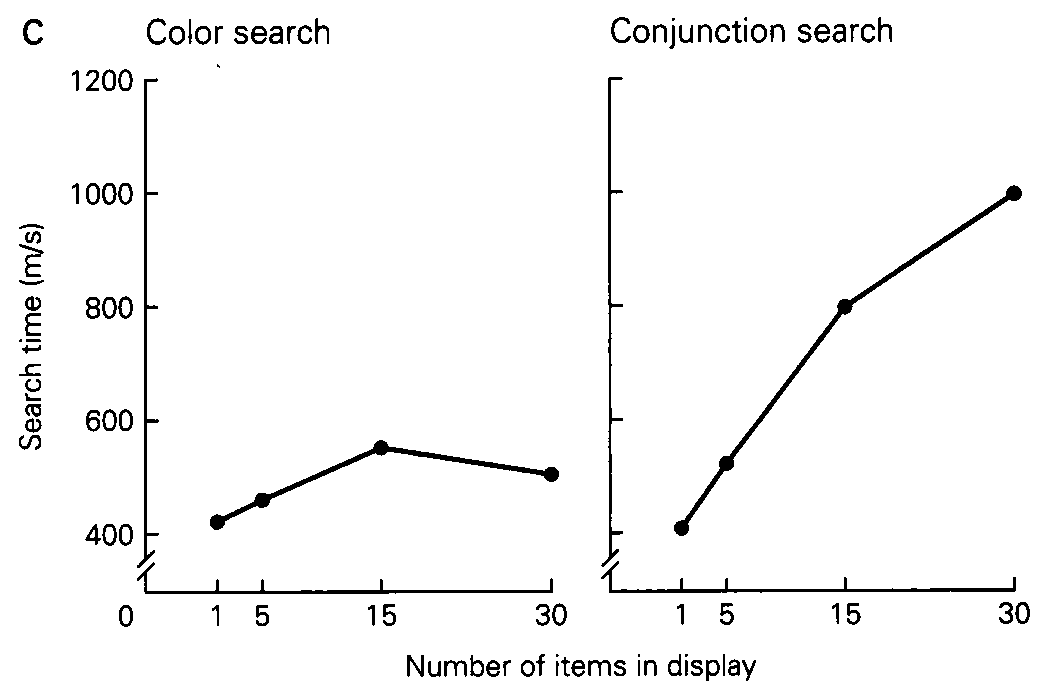 C
Color search
Conjunction search
1200
1000
800
600
400
0
Search time (m/s)
1 5 15 30
1 5 15 30
Number of items in display